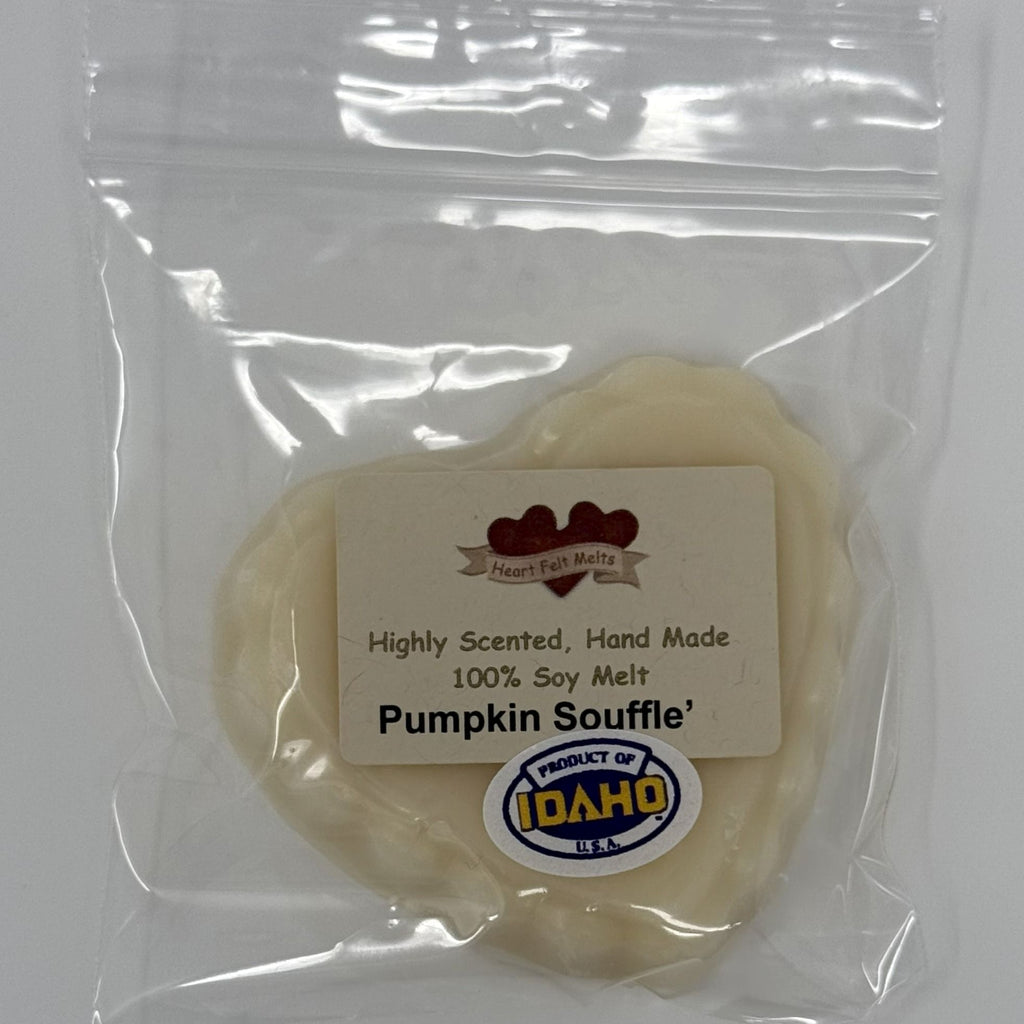 Heart Felt Melts
Highly Scented, Hand Made
100% Soy Melt
Pumpkin Souffle’
PRODUCT OF
IDAHO
U.S.A.